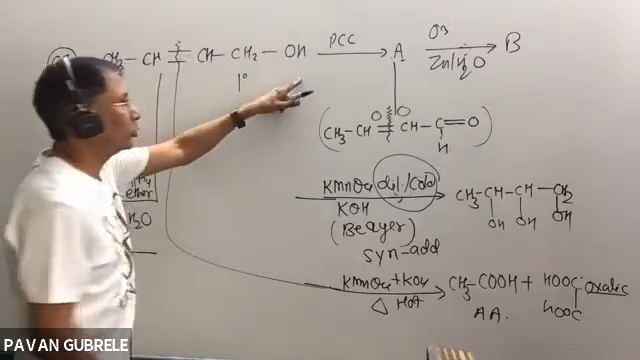 CH3–CH=CH–CH2–OH PCC→ A O3 Zn/H2O→ B
1°
(CH3–CH=CH–C=O)
O O
H
KMnO4 dil./Cold
KOH
(Beayer)
syn-add
CH3–CH–CH–CH2
OH OH OH
ether
H2O
KMnO4 + KOH
△ Hot
CH3–COOH + HOOC
HOOC
oxalic
AA.
PAVAN GUBRELE